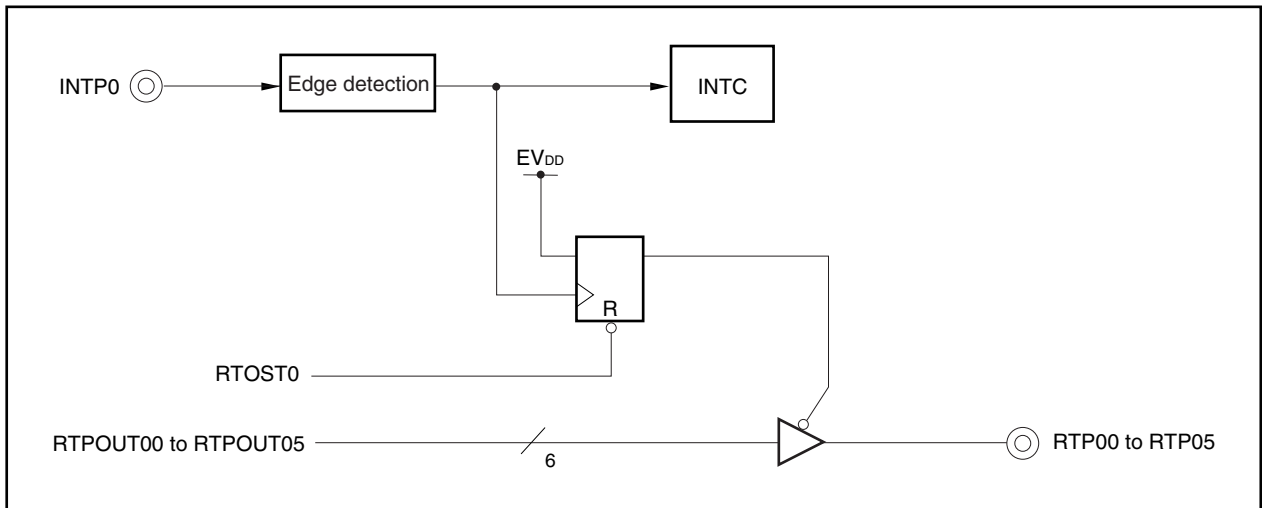 INTP0
Edge detection
INTC
EVDD
R
RTOST0
RTPOUT00 to RTPOUT05
6
RTP00 to RTP05